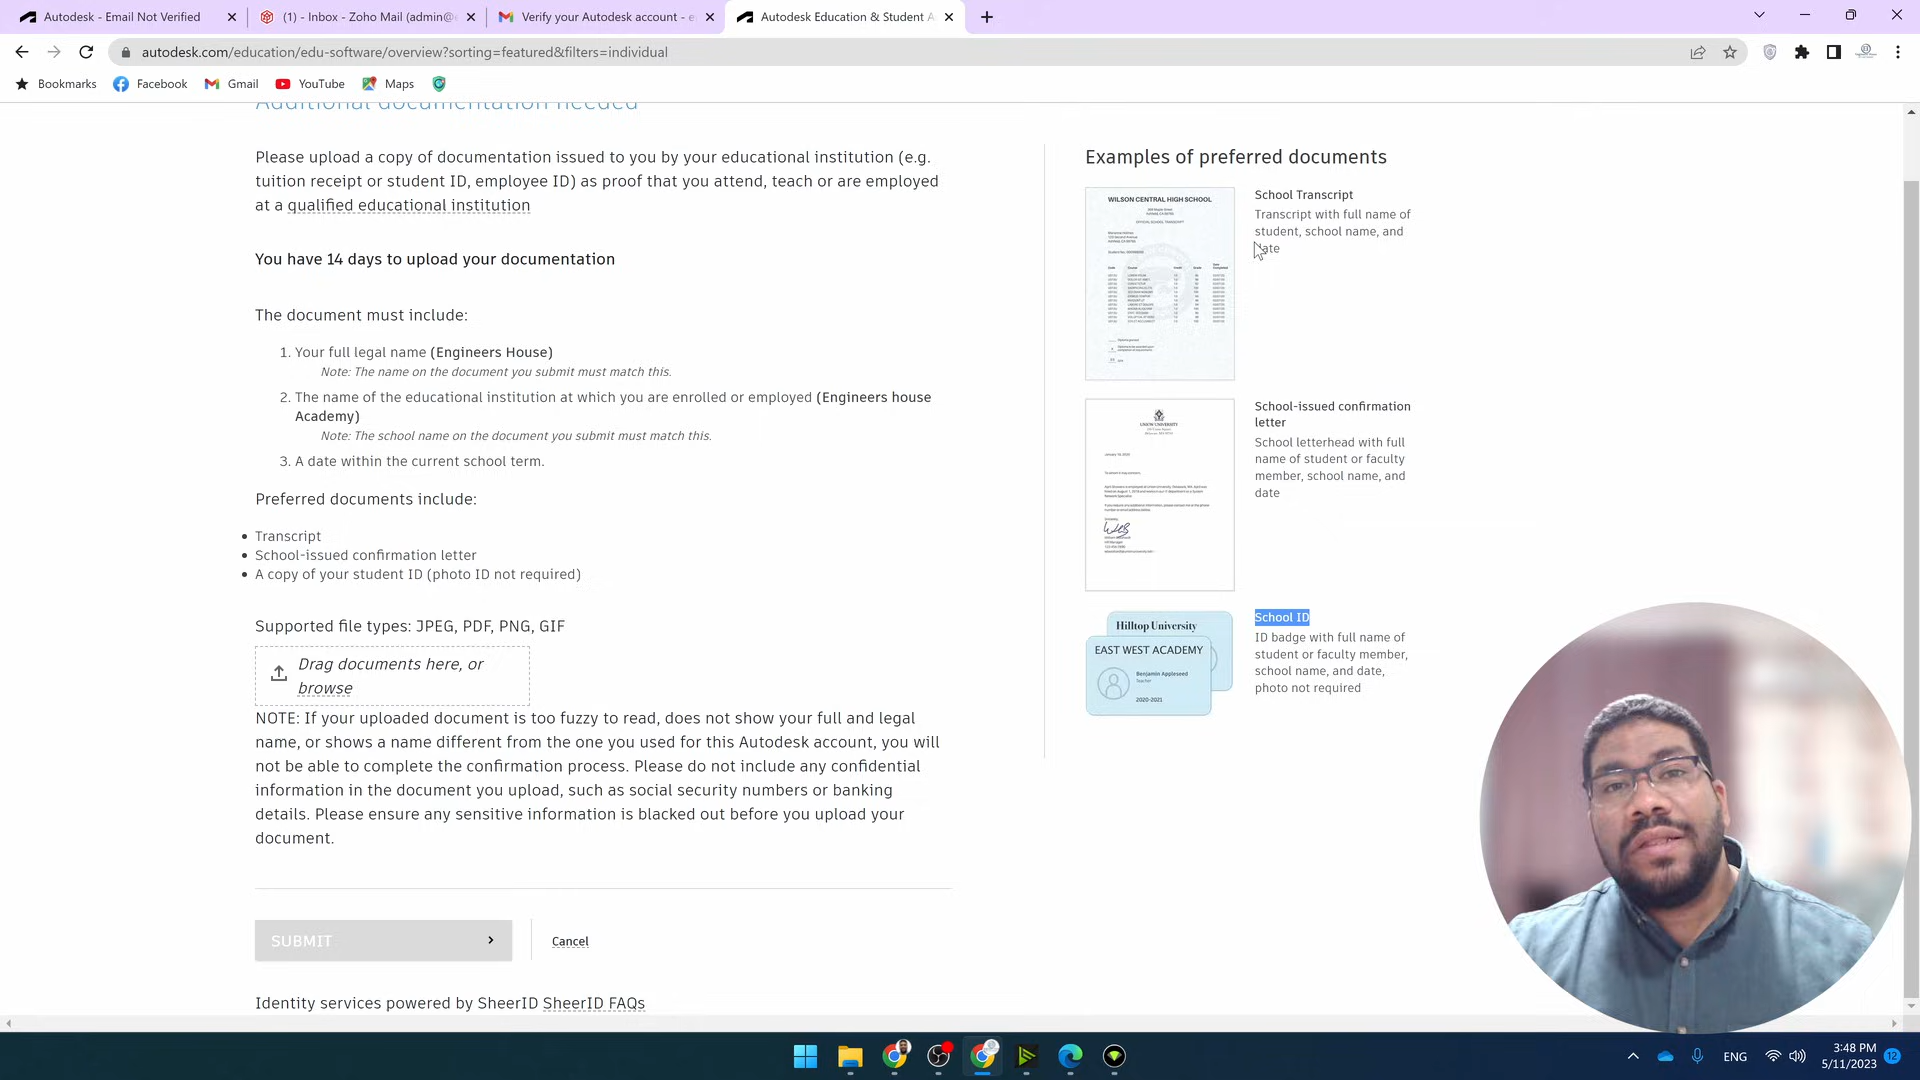 Autodesk - Email Not Verified
(1) - Inbox - Zoho Mail (admin@e
Verify your Autodesk account - e
Autodesk Education & Student A
autodesk.com/education/edu-software/overview?sorting=featured&filters=individual
Bookmarks
Facebook
Gmail
YouTube
Maps
Additional documentation needed
Please upload a copy of documentation issued to you by your educational institution (e.g.
tuition receipt or student ID, employee ID) as proof that you attend, teach or are employed
at a qualified educational institution
You have 14 days to upload your documentation
The document must include:
1. Your full legal name (Engineers House)
Note: The name on the document you submit must match this.
2. The name of the educational institution at which you are enrolled or employed (Engineers house
Academy)
Note: The school name on the document you submit must match this.
3. A date within the current school term.
Preferred documents include:
Transcript
School-issued confirmation letter
A copy of your student ID (photo ID not required)
Supported file types: JPEG, PDF, PNG, GIF
Drag documents here, or
browse
NOTE: If your uploaded document is too fuzzy to read, does not show your full and legal
name, or shows a name different from the one you used for this Autodesk account, you will
not be able to complete the confirmation process. Please do not include any confidential
information in the document you upload, such as social security numbers or banking
details. Please ensure any sensitive information is blacked out before you upload your
document.
SUBMIT
Cancel
Identity services powered by SheerID SheerID FAQs
Examples of preferred documents
WILSON CENTRAL HIGH SCHOOL
OFFICIAL SCHOOL TRANSCRIPT
School Transcript
Transcript with full name of
student, school name, and
date
UNION UNIVERSITY
School-issued confirmation
letter
School letterhead with full
name of student or faculty
member, school name, and
date
Hilltop University
EAST WEST ACADEMY
Benjamin Appleseed
Teacher
2020-2021
School ID
ID badge with full name of
student or faculty member,
school name, and date,
photo not required
ENG
3:48 PM
5/11/2023
12